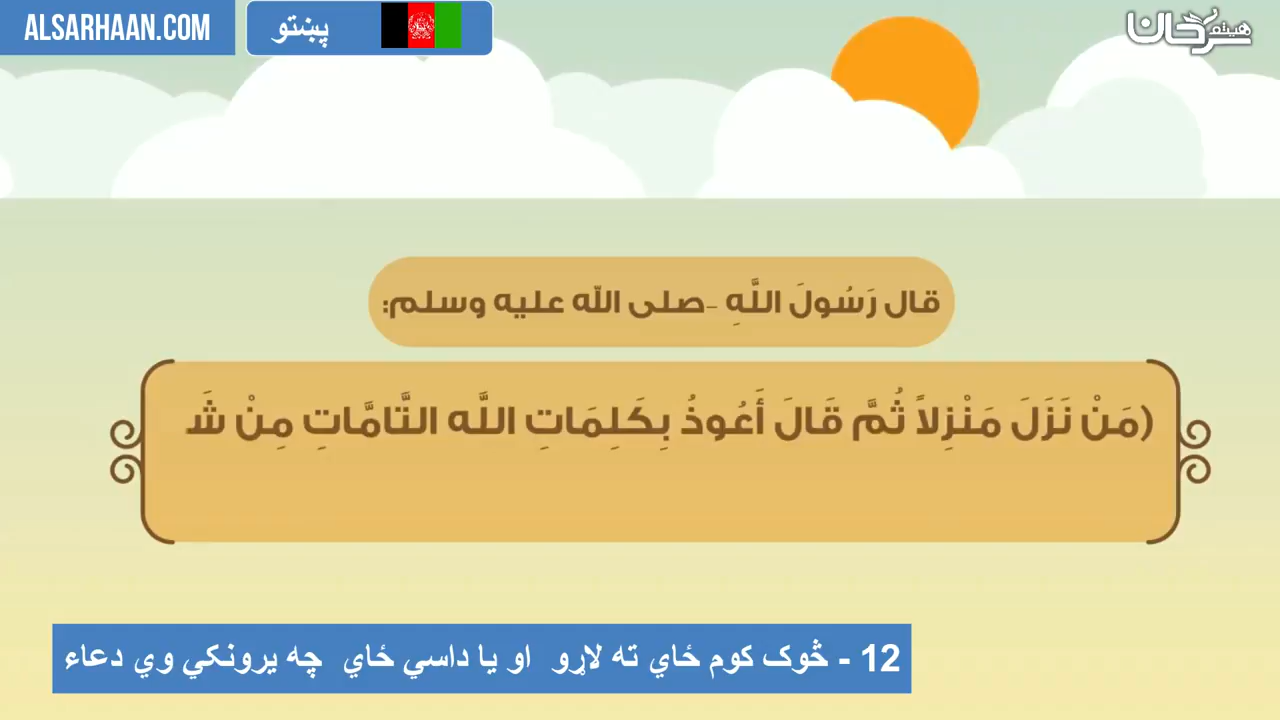 ALSARHAAN.COM
پښتو
هيثم سرحان
قال رَسُولَ اللَّهِ -صلى الله عليه وسلم:
(مَنْ نَزَلَ مَنْزِلاً ثُمَّ قَالَ أَعُوذُ بِكَلِمَاتِ اللَّه التَّامَّاتِ مِنْ شَ
12 - څوک کوم ځاي ته لاړو او يا داسي ځاي چه يرونکي وي دعاء